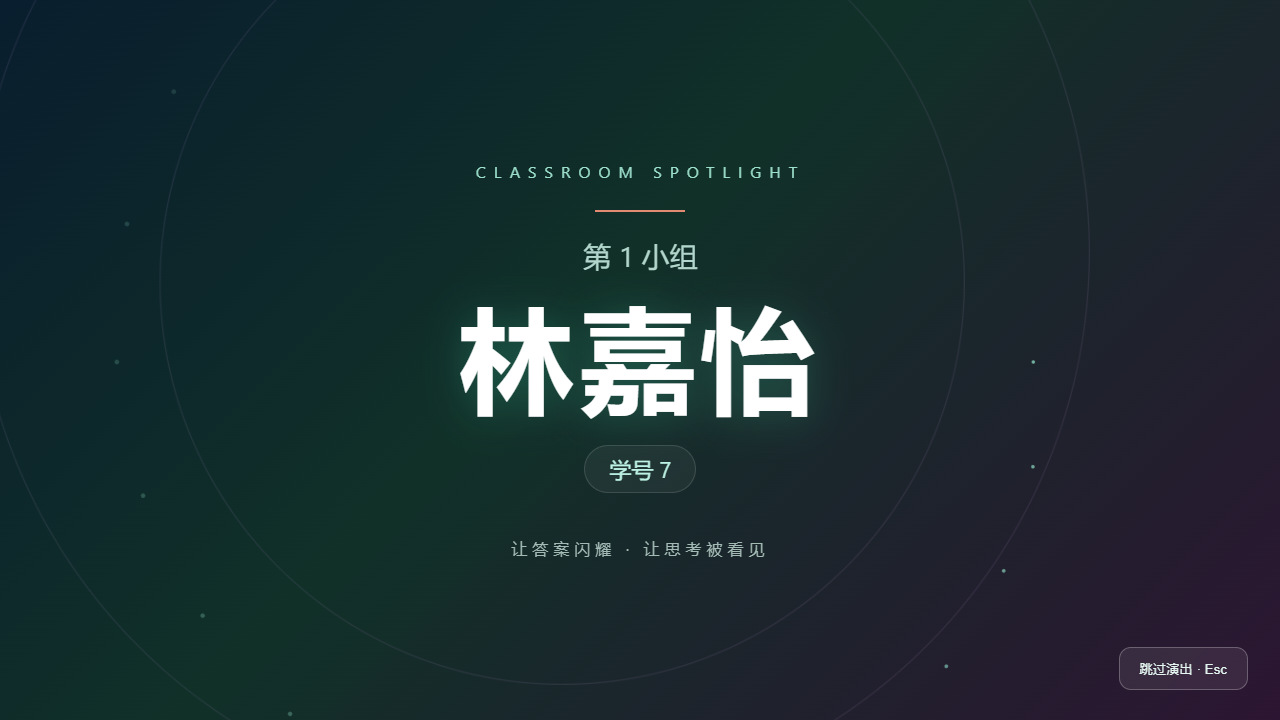 CLASSROOM SPOTLIGHT
第 1 小组
林嘉怡
学号 7
让答案闪耀 · 让思考被看见
跳过演出 · Esc